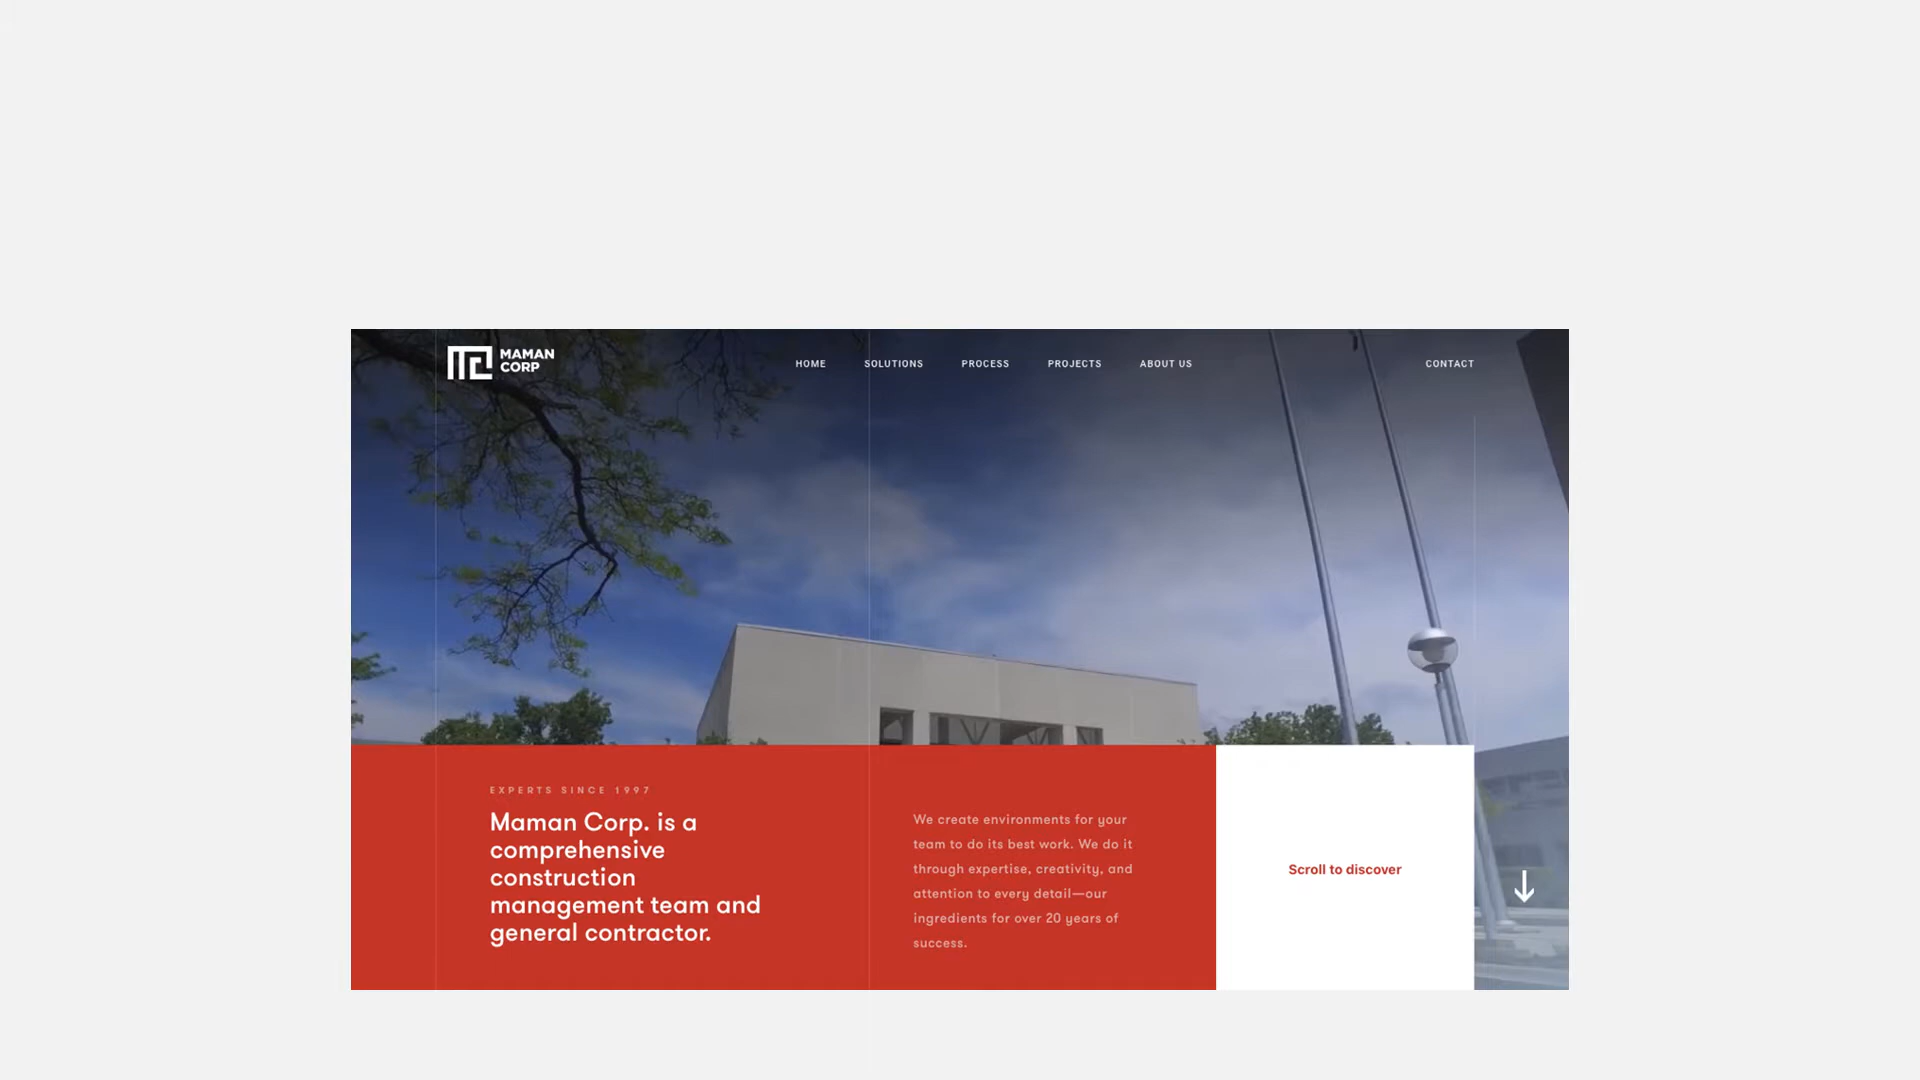 MAMAN
CORP
HOME
SOLUTIONS
PROCESS
PROJECTS
ABOUT US
CONTACT
EXPERTS SINCE 1997
Maman Corp. is a
comprehensive
construction
management team and
general contractor.
We create environments for your
team to do its best work. We do it
through expertise, creativity, and
attention to every detail—our
ingredients for over 20 years of
success.
Scroll to discover